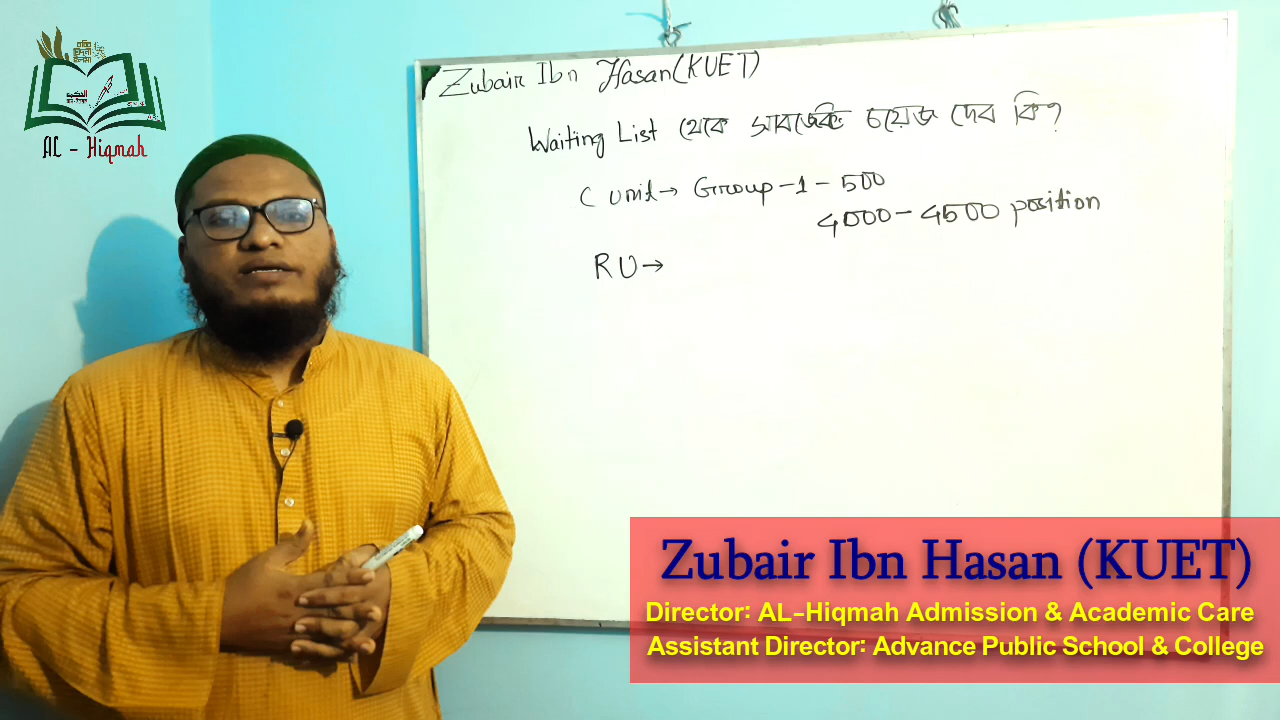 AL - Hiqmah
Zubair Ibn Hasan(KUET)
Waiting List থেকে সাবজেক্ট চয়েজ দেব কি?
C unit→ Group-1-500
4000-4500 position
RU→
Zubair Ibn Hasan (KUET)
Director: AL-Hiqmah Admission & Academic Care
Assistant Director: Advance Public School & College